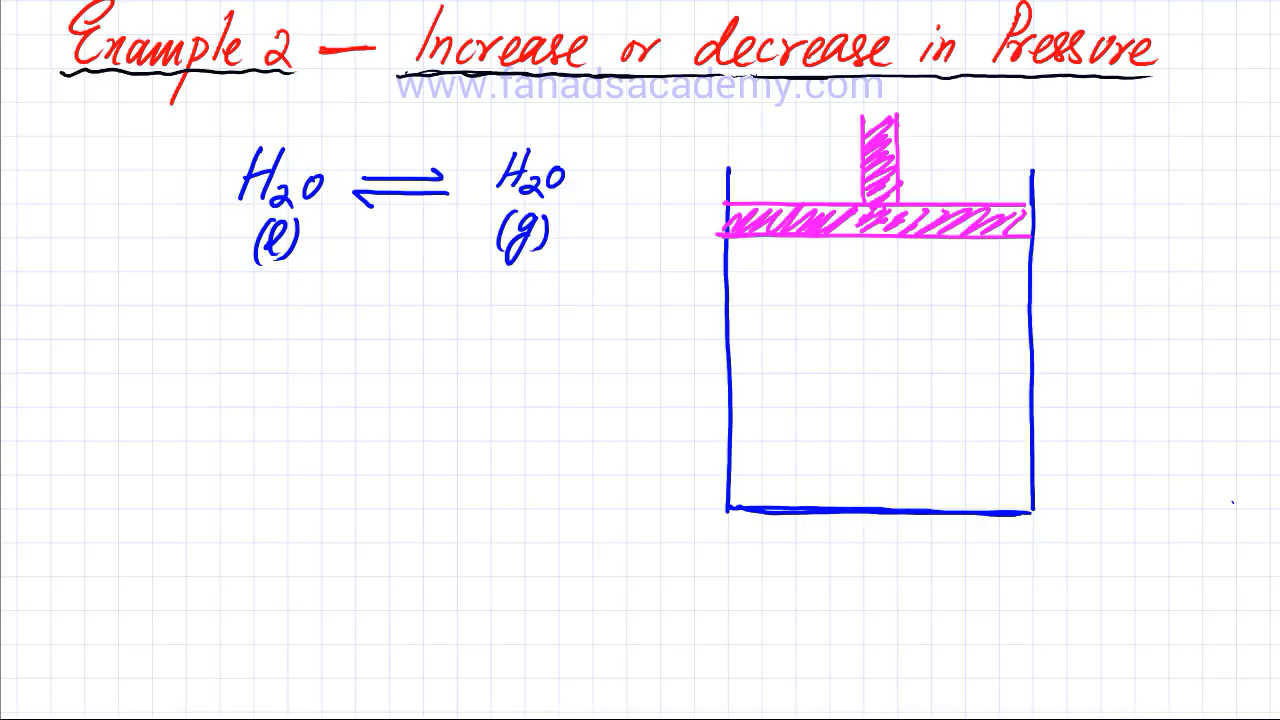 Example 2 — Increase or decrease in Pressure
www.fahadsacademy.com
H₂O ⇌ H₂O
(l) (g)